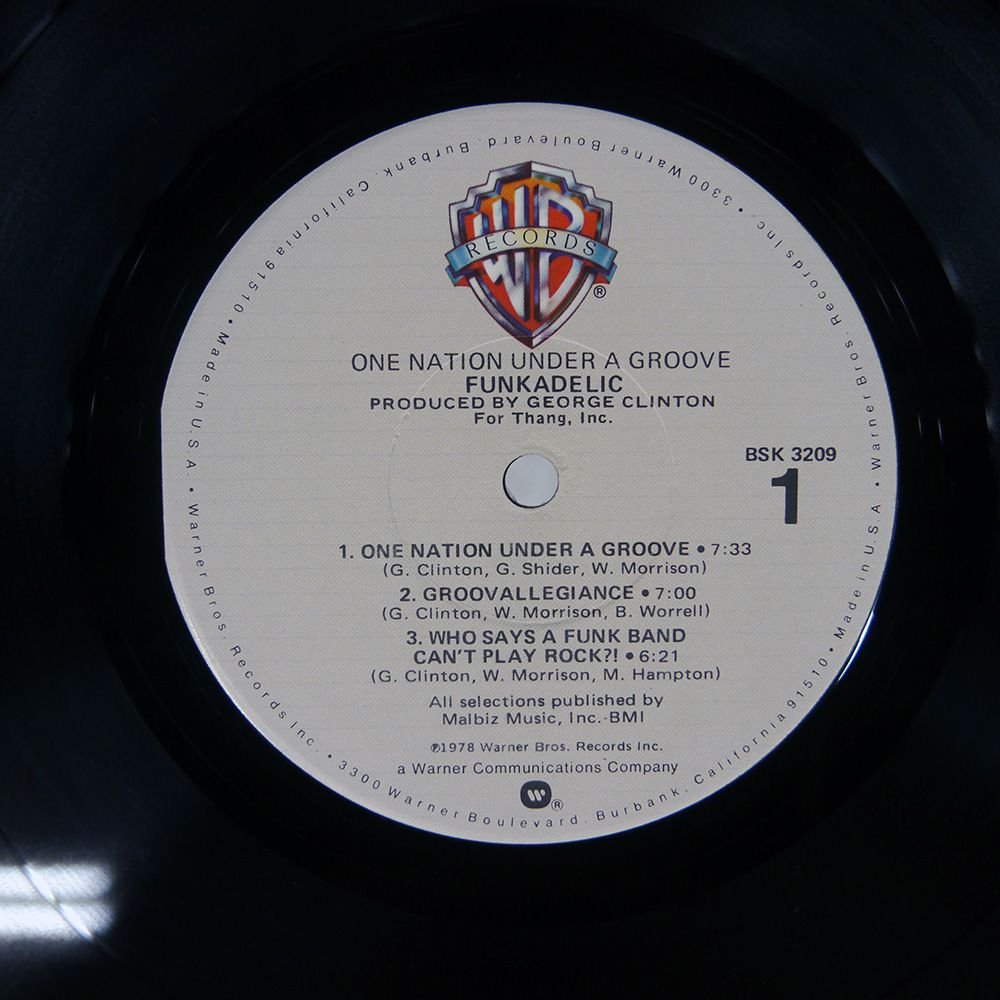 WB
RECORDS
®
ONE NATION UNDER A GROOVE
FUNKADELIC
PRODUCED BY GEORGE CLINTON
For Thang, Inc.
BSK 3209
1
1. ONE NATION UNDER A GROOVE • 7:33
(G. Clinton, G. Shider, W. Morrison)
2. GROOVALLEGIANCE • 7:00
(G. Clinton, W. Morrison, B. Worrell)
3. WHO SAYS A FUNK BAND
CAN'T PLAY ROCK?! • 6:21
(G. Clinton, W. Morrison, M. Hampton)
All selections published by
Malbiz Music, Inc.-BMI
℗1978 Warner Bros. Records Inc.
a Warner Communications Company
W ®
Made in U.S.A. • Warner Bros. Records Inc. • 3300 Warner Boulevard. Burbank, California 91510 • Made in U.S.A • Warner Bros. Records Inc. • 3300 Warner Boulevard. Burbank, California 91510 •